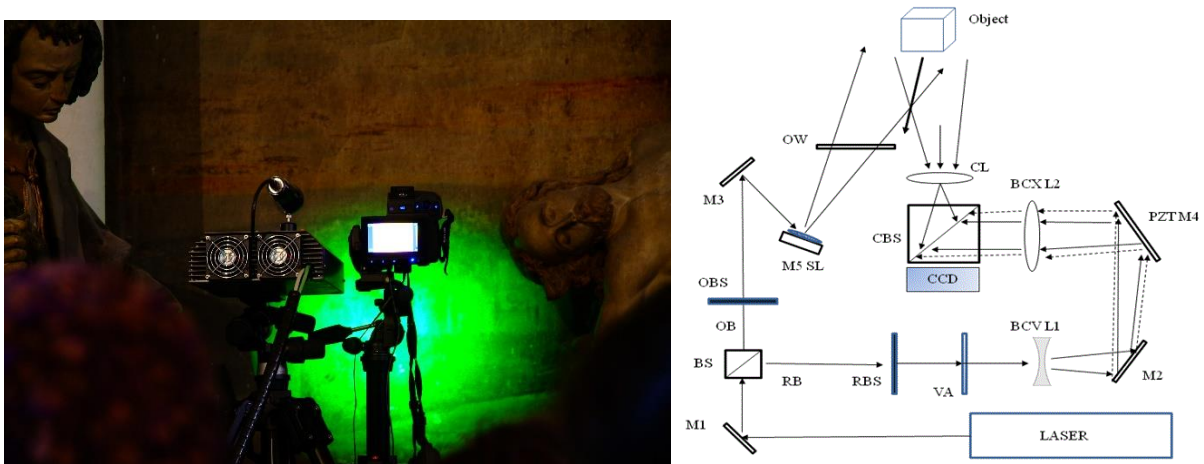 Object
OW
CL
M3
BCX L2
PZT M4
CBS
M5 SL
CCD
OBS
OB
BCV L1
BS
RB
RBS
VA
M2
M1
LASER